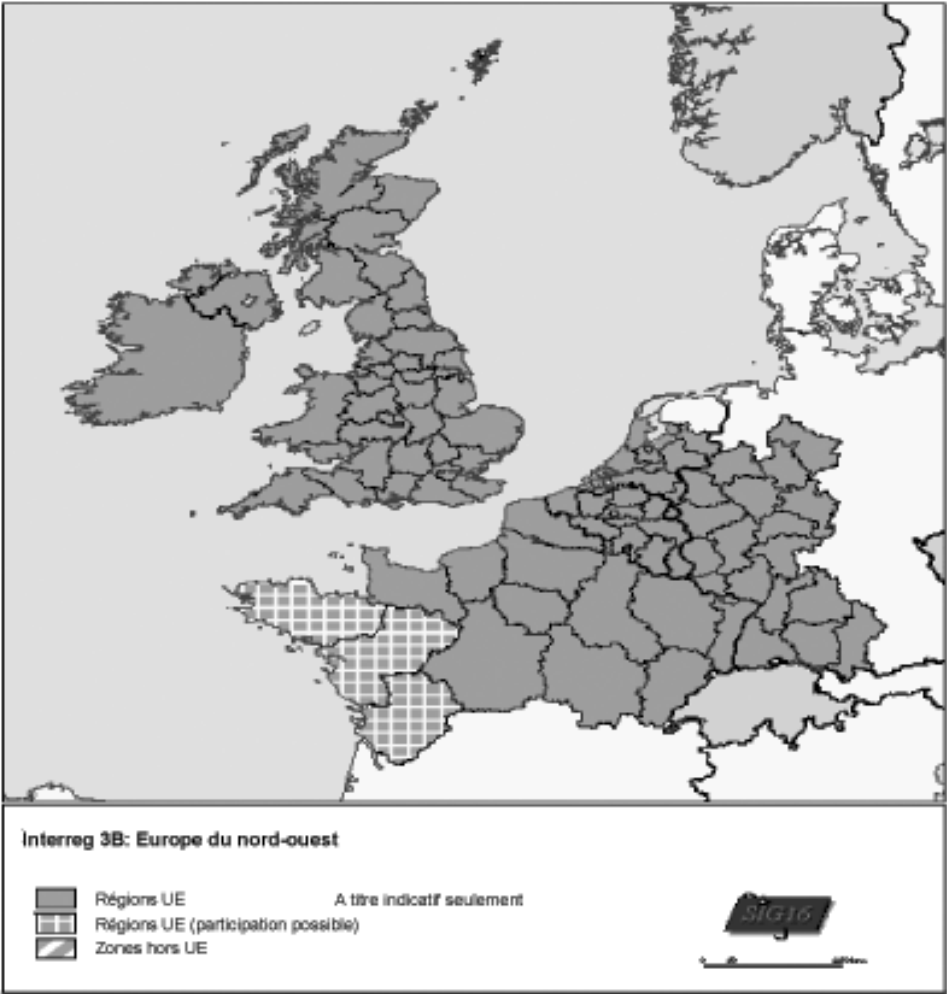 Interreg 3B: Europe du nord-ouest
Régions UE A titre indicatif seulement
Régions UE (participation possible)
Zones hors UE
SIG16